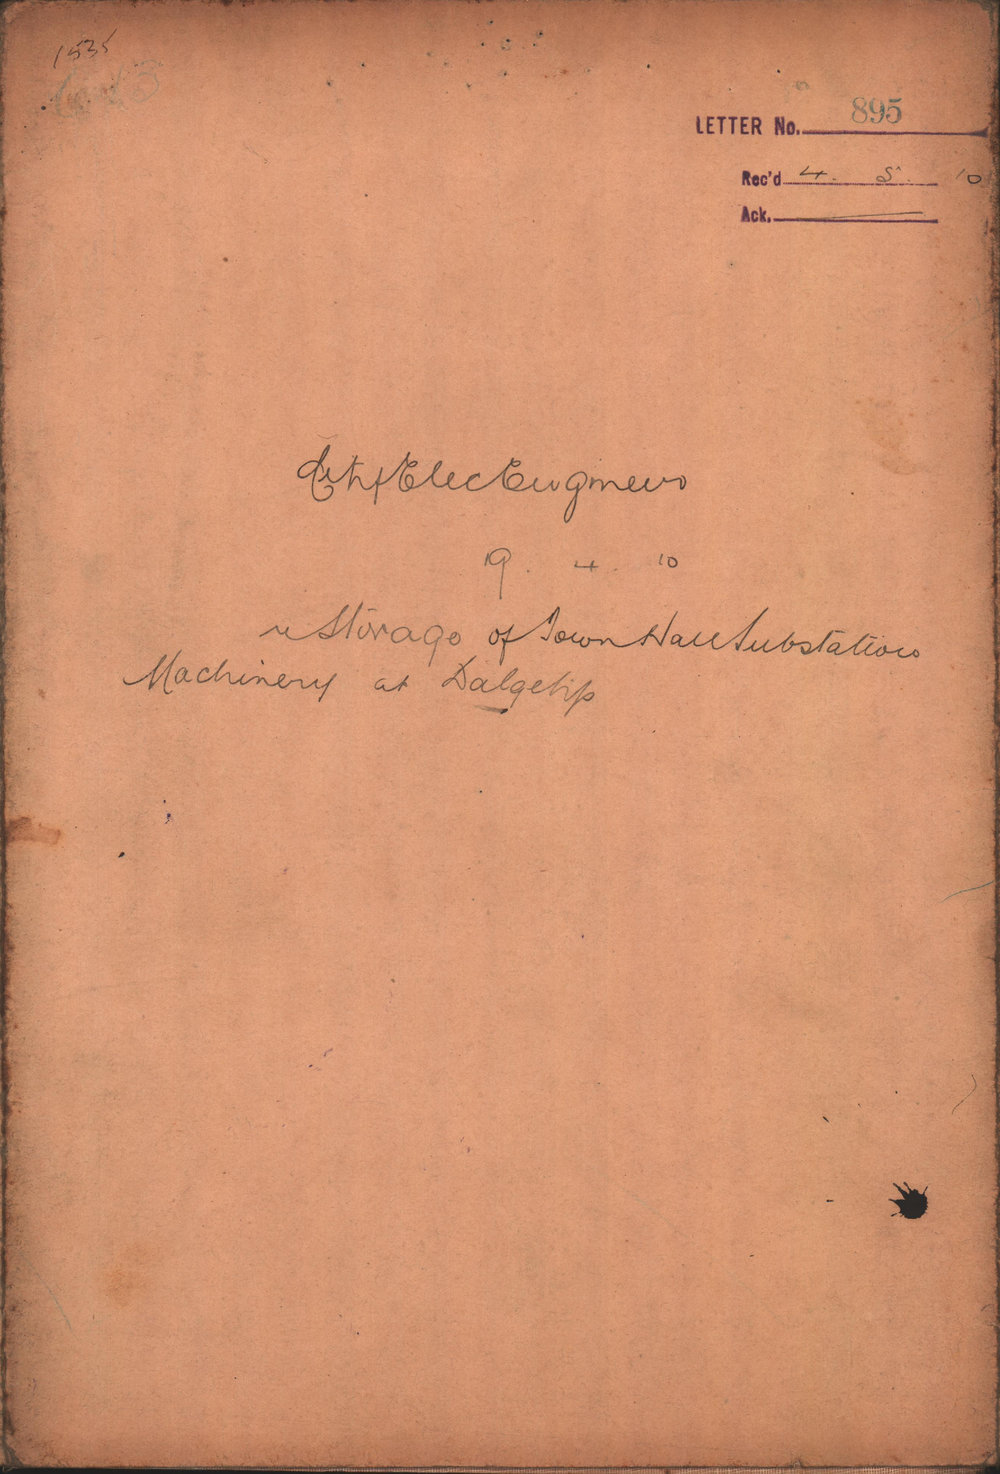 1535
LETTER No. 895
Rec'd 4. 5. 10
Ack.
City Elec Engineer
19. 4. 10
re Storage of Town Hall Substation
Machinery at Dalgetys